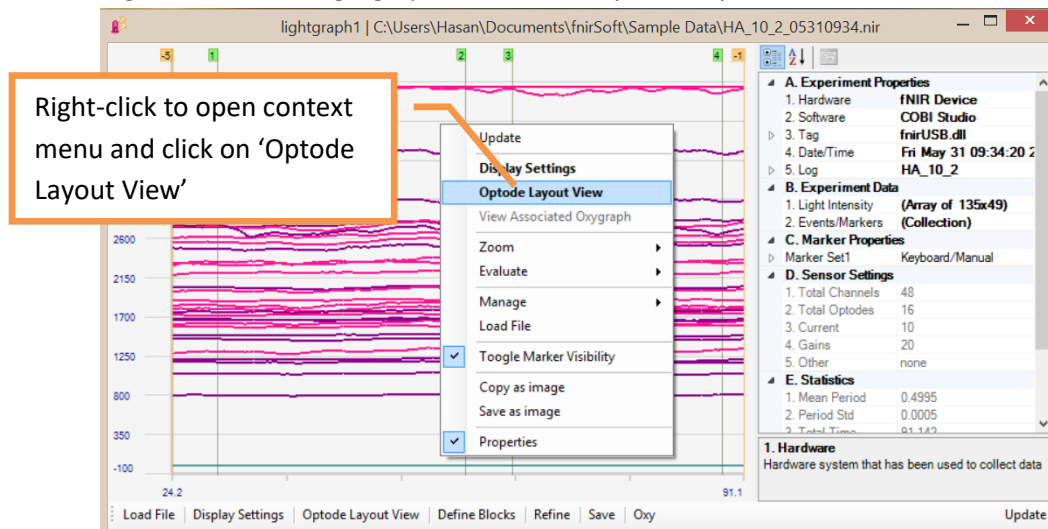 lightgraph1 | C:\Users\Hasan\Documents\fnirSoft\Sample Data\HA_10_2_05310934.nir
-5 1 2 3 4 -1
Right-click to open context
menu and click on ‘Optode
Layout View’
Update
Display Settings
Optode Layout View
View Associated Oxygraph
Zoom
Evaluate
Manage
Load File
Toogle Marker Visibility
Copy as image
Save as image
Properties
2600
2150
1700
1250
800
350
-100
24.2 91.1
A. Experiment Properties
1. Hardware fNIR Device
2. Software COBI Studio
3. Tag fnirUSB.dll
4. Date/Time Fri May 31 09:34:20 2
5. Log HA_10_2
B. Experiment Data
1. Light Intensity (Array of 135x49)
2. Events/Markers (Collection)
C. Marker Properties
Marker Set1 Keyboard/Manual
D. Sensor Settings
1. Total Channels 48
2. Total Optodes 16
3. Current 10
4. Gains 20
5. Other none
E. Statistics
1. Mean Period 0.4995
2. Period Std 0.0005
3. Total Time 91.142
1. Hardware
Hardware system that has been used to collect data
Load File Display Settings Optode Layout View Define Blocks Refine Save Oxy Update